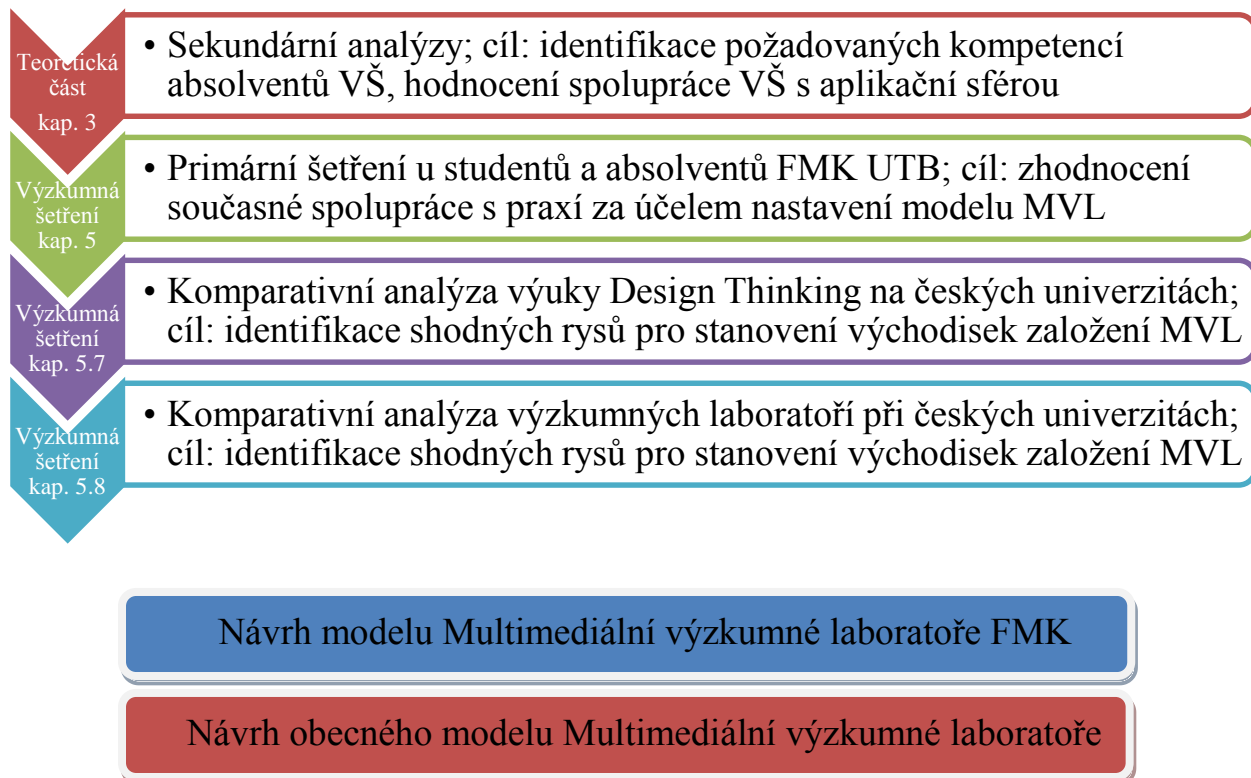 Teoretická
část
kap. 3
• Sekundární analýzy; cíl: identifikace požadovaných kompetencí
absolventů VŠ, hodnocení spolupráce VŠ s aplikační sférou
Výzkumná
šetření
kap. 5
• Primární šetření u studentů a absolventů FMK UTB; cíl: zhodnocení
současné spolupráce s praxí za účelem nastavení modelu MVL
Výzkumná
šetření
kap. 5.7
• Komparativní analýza výuky Design Thinking na českých univerzitách;
cíl: identifikace shodných rysů pro stanovení východisek založení MVL
Výzkumná
šetření
kap. 5.8
• Komparativní analýza výzkumných laboratoří při českých univerzitách;
cíl: identifikace shodných rysů pro stanovení východisek založení MVL
Návrh modelu Multimediální výzkumné laboratoře FMK
Návrh obecného modelu Multimediální výzkumné laboratoře